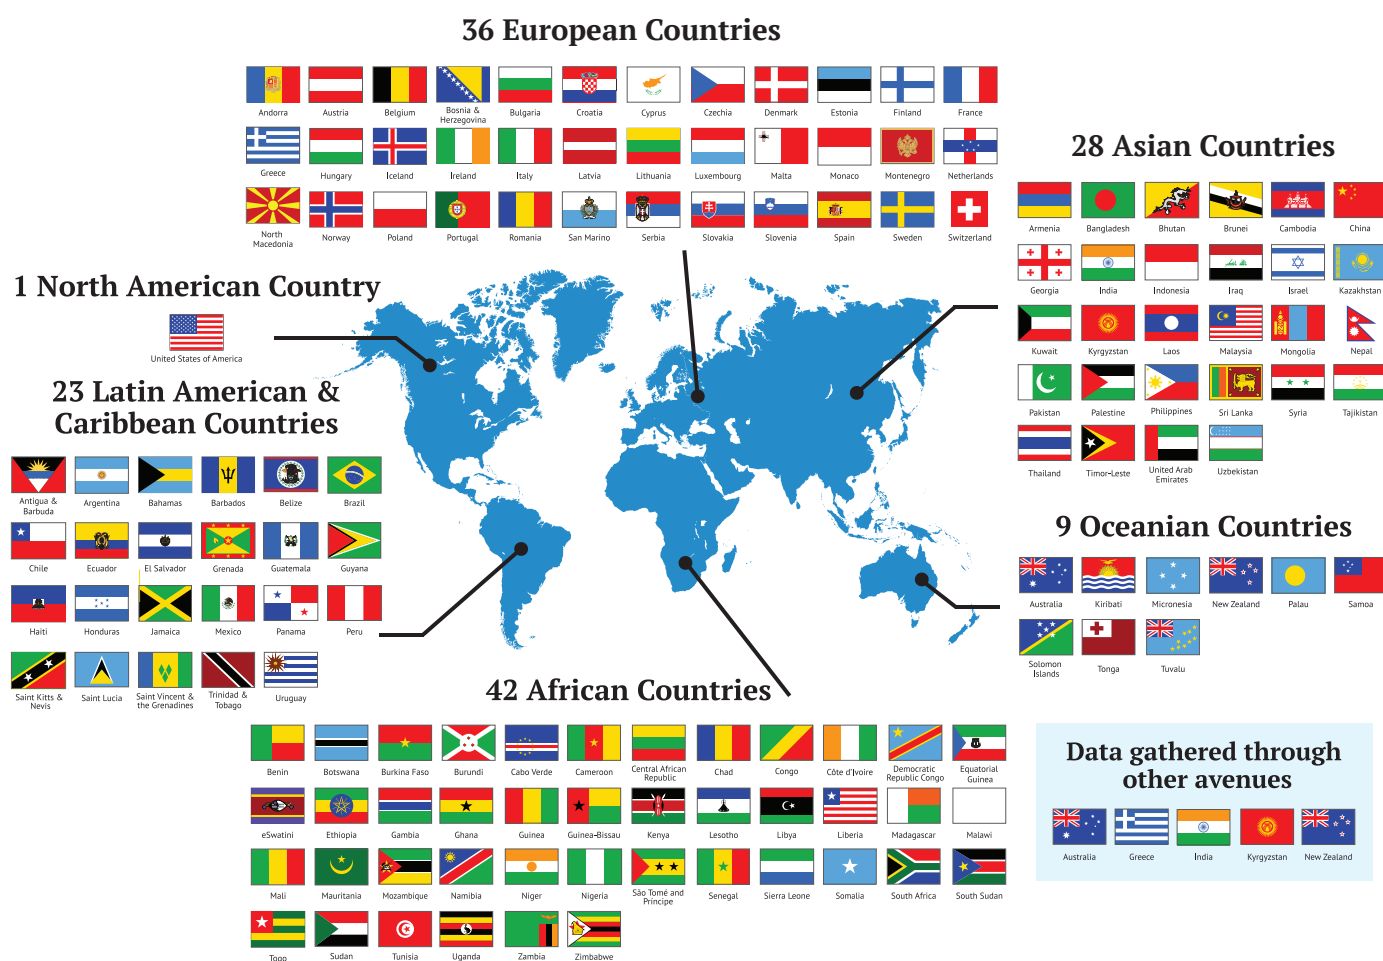 36 European Countries
Andorra
Austria
Belgium
Bosnia &
Herzegovina
Bulgaria
Croatia
Cyprus
Czechia
Denmark
Estonia
Finland
France
Greece
Hungary
Iceland
Ireland
Italy
Latvia
Lithuania
Luxembourg
Malta
Monaco
Montenegro
Netherlands
North
Macedonia
Norway
Poland
Portugal
Romania
San Marino
Serbia
Slovakia
Slovenia
Spain
Sweden
Switzerland
28 Asian Countries
Armenia
Bangladesh
Bhutan
Brunei
Cambodia
China
Georgia
India
Indonesia
Iraq
Israel
Kazakhstan
Kuwait
Kyrgyzstan
Laos
Malaysia
Mongolia
Nepal
Pakistan
Palestine
Philippines
Sri Lanka
Syria
Tajikistan
Thailand
Timor-Leste
United Arab
Emirates
Uzbekistan
1 North American Country
United States of America
23 Latin American &
Caribbean Countries
Antigua &
Barbuda
Argentina
Bahamas
Barbados
Belize
Brazil
Chile
Ecuador
El Salvador
Grenada
Guatemala
Guyana
Haiti
Honduras
Jamaica
Mexico
Panama
Peru
Saint Kitts &
Nevis
Saint Lucia
Saint Vincent &
the Grenadines
Trinidad &
Tobago
Uruguay
9 Oceanian Countries
Australia
Kiribati
Micronesia
New Zealand
Palau
Samoa
Solomon
Islands
Tonga
Tuvalu
42 African Countries
Benin
Botswana
Burkina Faso
Burundi
Cabo Verde
Cameroon
Central African
Republic
Chad
Congo
Côte d'Ivoire
Democratic
Republic Congo
Equatorial
Guinea
eSwatini
Ethiopia
Gambia
Ghana
Guinea
Guinea-Bissau
Kenya
Lesotho
Libya
Liberia
Madagascar
Malawi
Mali
Mauritania
Mozambique
Namibia
Niger
Nigeria
São Tomé and
Príncipe
Senegal
Sierra Leone
Somalia
South Africa
South Sudan
Togo
Sudan
Tunisia
Uganda
Zambia
Zimbabwe
Data gathered through
other avenues
Australia
Greece
India
Kyrgyzstan
New Zealand